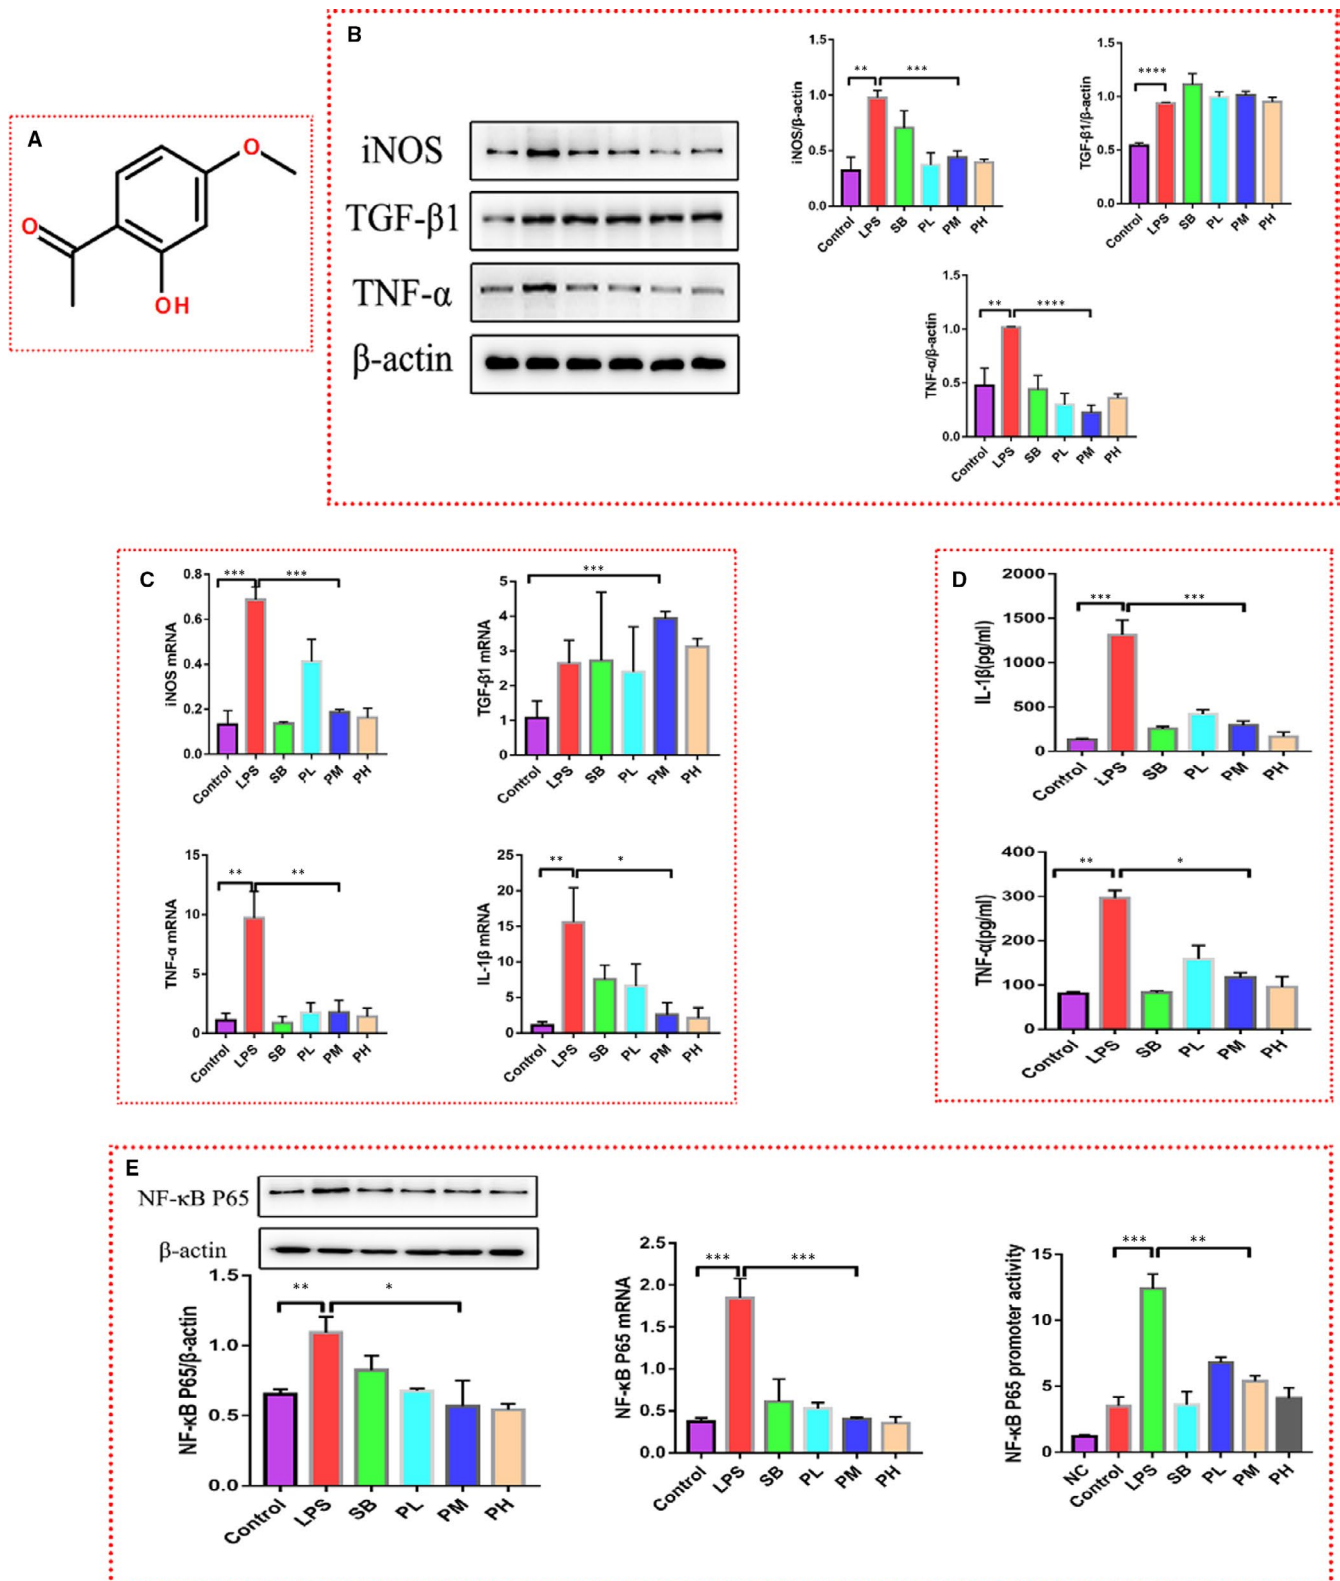 A
O
O
OH
B
iNOS
TGF-β1
TNF-α
β-actin
iNOS/β-actin
1.5
1.0
0.5
0.0
** ***
Control LPS SB PL PM PH
TGF-β1/β-actin
1.5
1.0
0.5
0.0
****
Control LPS SB PL PM PH
TNF-α/β-actin
1.5
1.0
0.5
0.0
** ****
Control LPS SB PL PM PH
C
iNOS mRNA
0.8
0.6
0.4
0.2
0.0
*** ***
Control LPS SB PL PM PH
TGF-β1 mRNA
5
4
3
2
1
0
***
Control LPS SB PL PM PH
TNF-α mRNA
15
10
5
0
** **
Control LPS SB PL PM PH
IL-1β mRNA
25
20
15
10
5
0
** *
Control LPS SB PL PM PH
D
IL-1β(pg/ml)
2000
1500
1000
500
0
*** ***
Control LPS SB PL PM PH
TNF-α(pg/ml)
400
300
200
100
0
** *
Control LPS SB PL PM PH
E
NF-κB P65
β-actin
NF-κB P65/β-actin
1.5
1.0
0.5
0.0
** *
Control LPS SB PL PM PH
NF-κB P65 mRNA
2.5
2.0
1.5
1.0
0.5
0.0
*** ***
Control LPS SB PL PM PH
NF-κB P65 promoter activity
15
10
5
0
*** **
NC Control LPS SB PL PM PH